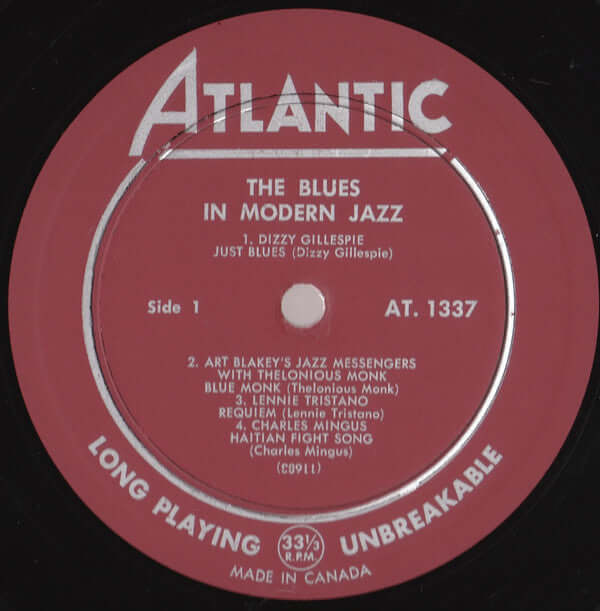 ATLANTIC
THE BLUES
IN MODERN JAZZ
1. DIZZY GILLESPIE
JUST BLUES (Dizzy Gillespie)
Side 1
AT. 1337
2. ART BLAKEY'S JAZZ MESSENGERS
WITH THELONIOUS MONK
BLUE MONK (Thelonious Monk)
3. LENNIE TRISTANO
REQUIEM (Lennie Tristano)
4. CHARLES MINGUS
HAITIAN FIGHT SONG
(Charles Mingus)
LONG PLAYING 33⅓ R.P.M. UNBREAKABLE
MADE IN CANADA